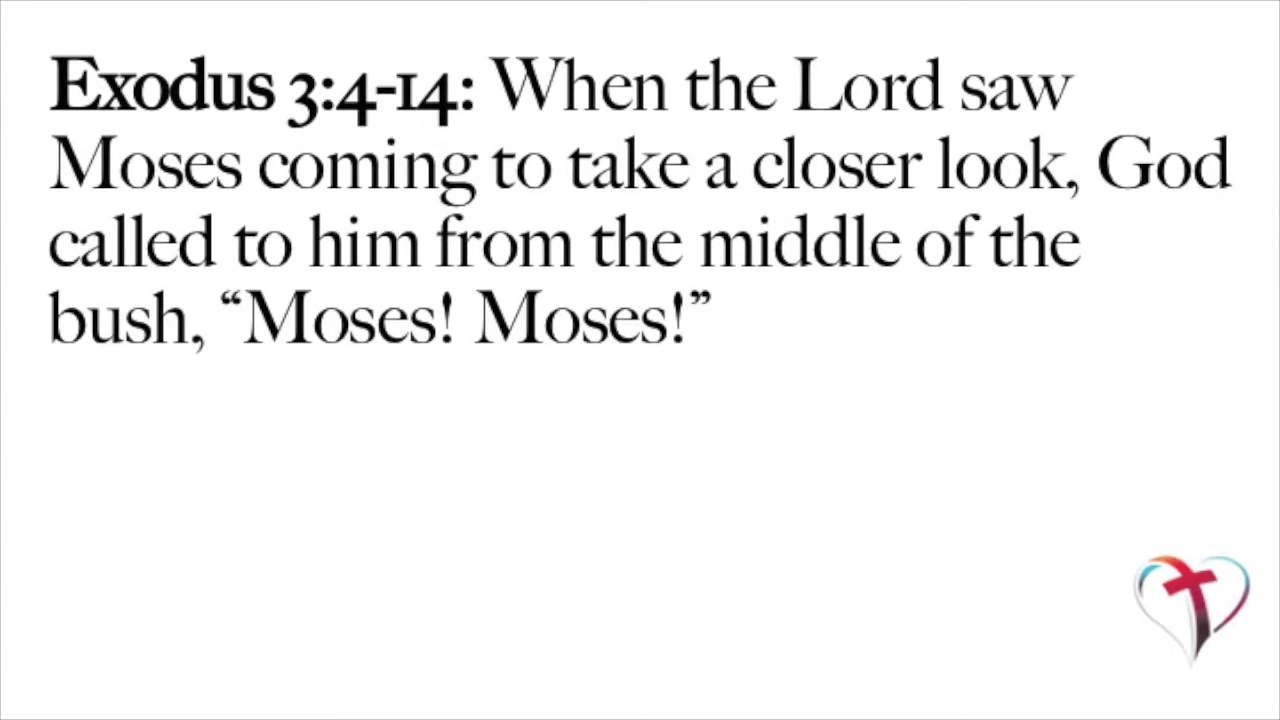 Exodus 3:4-14: When the Lord saw
Moses coming to take a closer look, God
called to him from the middle of the
bush, “Moses! Moses!”